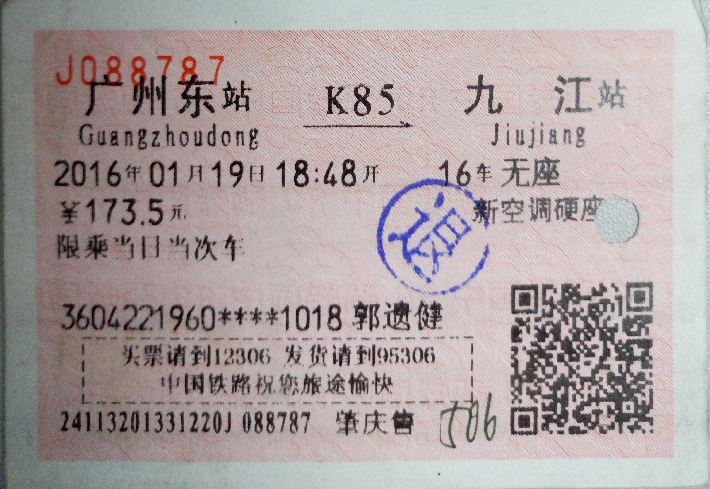 J088787
广州东站 K85 九江站
Guangzhoudong Jiujiang
2016年01月19日18:48开 16车无座
￥173.5元 新空调硬座
限乘当日当次车
3604221960****1018 郭遗健
买票请到12306 发货请到95306
中国铁路祝您旅途愉快
24113201331220J 088787 肇庆售